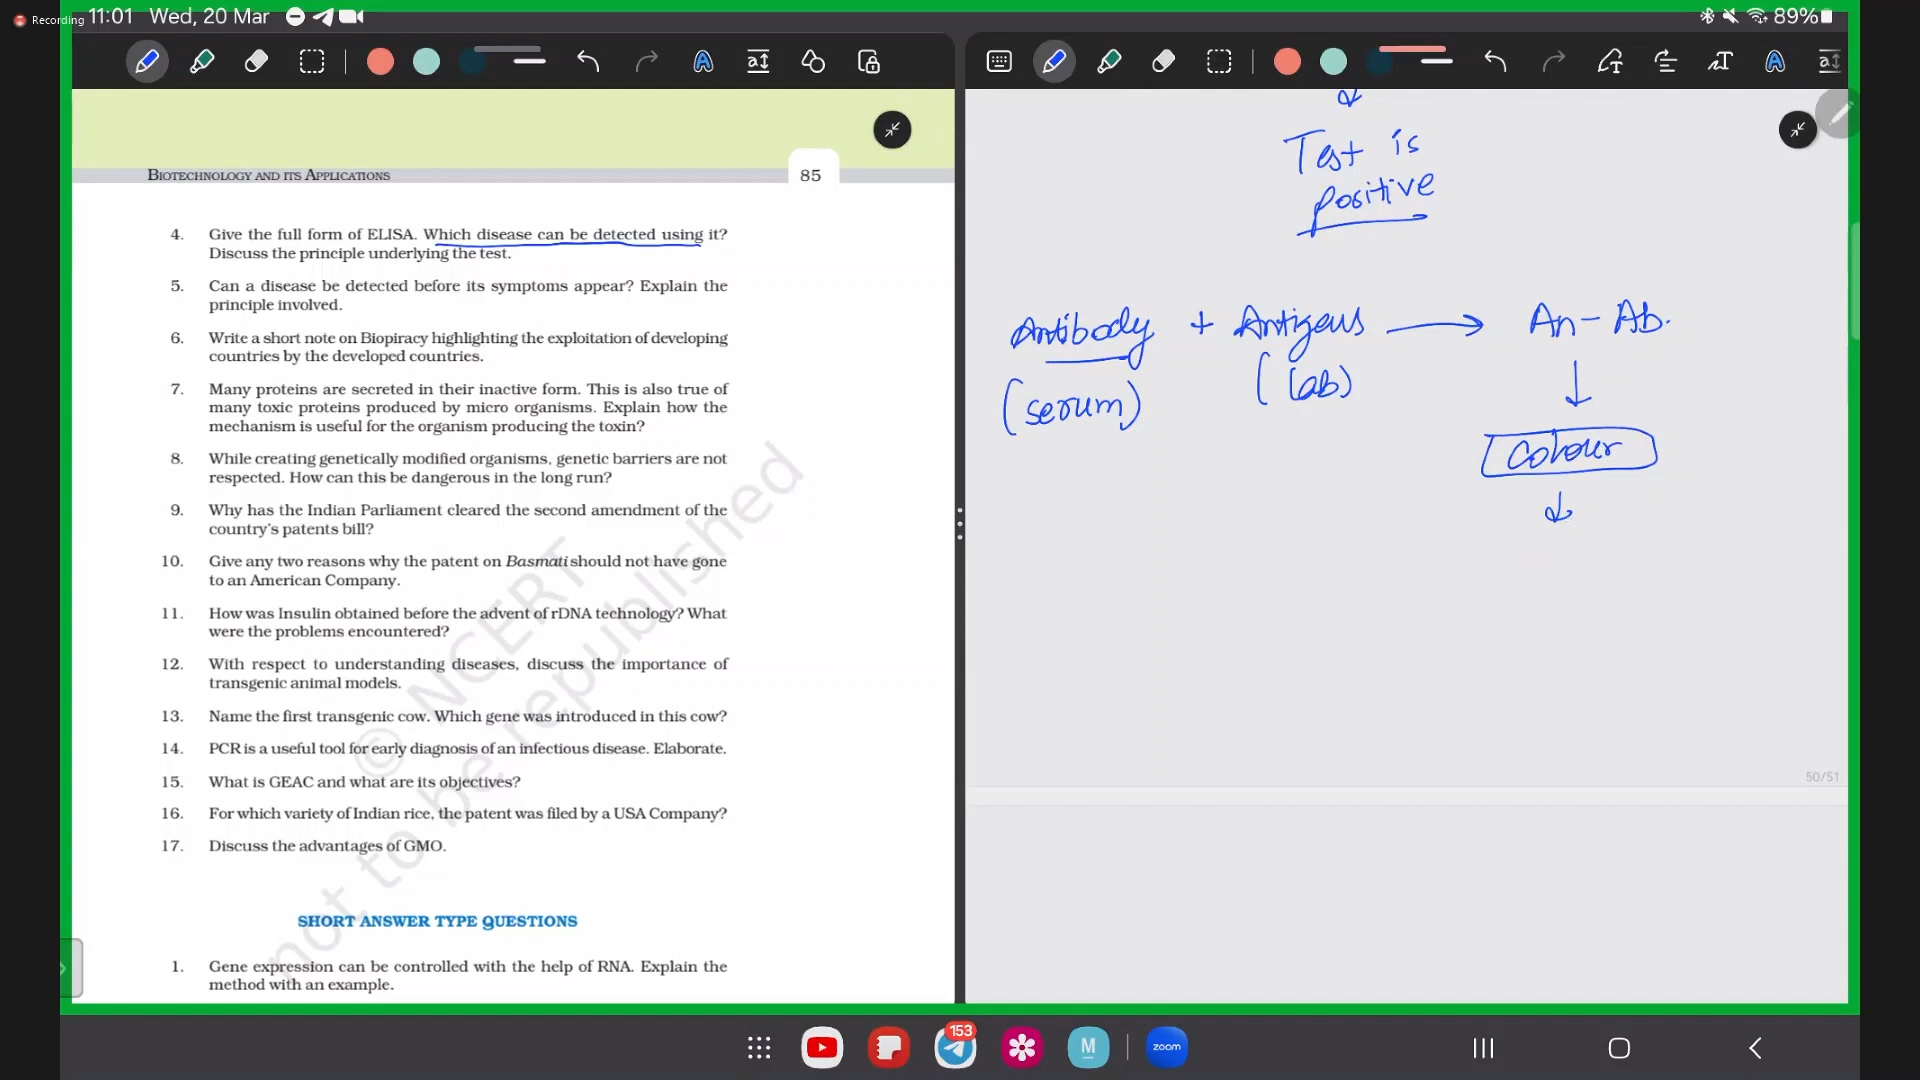 Recording 11:01 Wed, 20 Mar 89%
BIOTECHNOLOGY AND ITS APPLICATIONS 85
4. Give the full form of ELISA. Which disease can be detected using it?
Discuss the principle underlying the test.
5. Can a disease be detected before its symptoms appear? Explain the
principle involved.
6. Write a short note on Biopiracy highlighting the exploitation of developing
countries by the developed countries.
7. Many proteins are secreted in their inactive form. This is also true of
many toxic proteins produced by micro organisms. Explain how the
mechanism is useful for the organism producing the toxin?
8. While creating genetically modified organisms, genetic barriers are not
respected. How can this be dangerous in the long run?
9. Why has the Indian Parliament cleared the second amendment of the
country's patents bill?
10. Give any two reasons why the patent on Basmati should not have gone
to an American Company.
11. How was Insulin obtained before the advent of rDNA technology? What
were the problems encountered?
12. With respect to understanding diseases, discuss the importance of
transgenic animal models.
13. Name the first transgenic cow. Which gene was introduced in this cow?
14. PCR is a useful tool for early diagnosis of an infectious disease. Elaborate.
15. What is GEAC and what are its objectives?
16. For which variety of Indian rice, the patent was filed by a USA Company?
17. Discuss the advantages of GMO.
SHORT ANSWER TYPE QUESTIONS
1. Gene expression can be controlled with the help of RNA. Explain the
method with an example.
© NCERT
not to be republished
Test is
positive
Antibody + Antigens → An-Ab.
(serum) (lab)
Colour
50/51
153
M
zoom